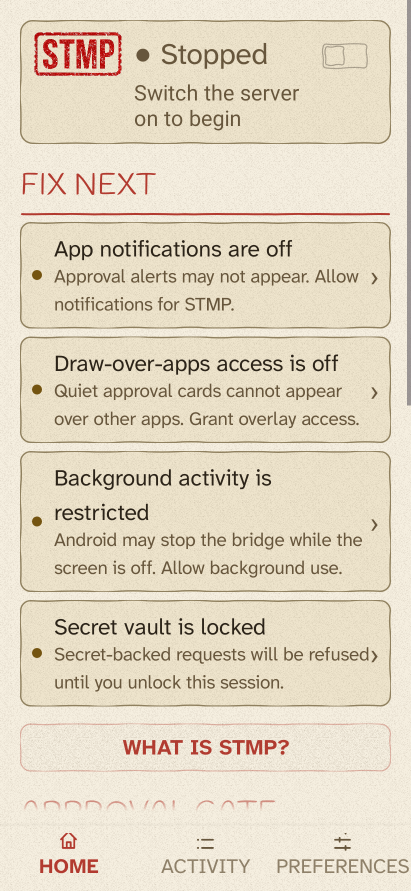 STMP
● Stopped
Switch the server
on to begin
FIX NEXT
App notifications are off
Approval alerts may not appear. Allow
notifications for STMP.
Draw-over-apps access is off
Quiet approval cards cannot appear
over other apps. Grant overlay access.
Background activity is
restricted
Android may stop the bridge while the
screen is off. Allow background use.
Secret vault is locked
Secret-backed requests will be refused
until you unlock this session.
WHAT IS STMP?
APPROVAL GATE
HOME
ACTIVITY
PREFERENCES